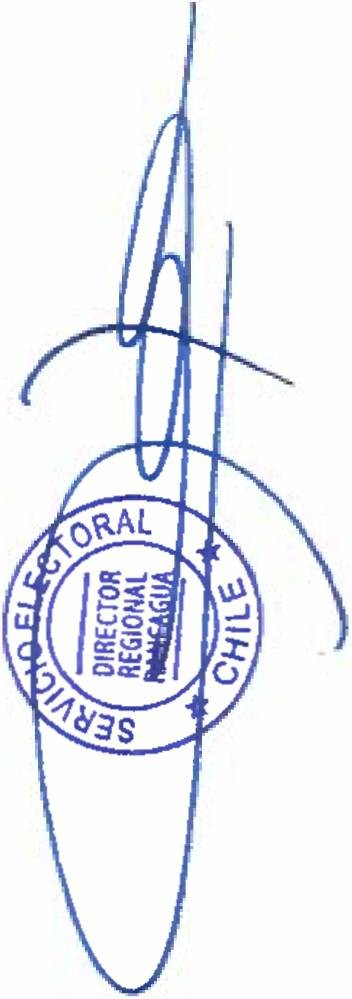 SERVICIO ELECTORAL
DIRECTOR
REGIONAL
RANCAGUA
★ CHILE ★